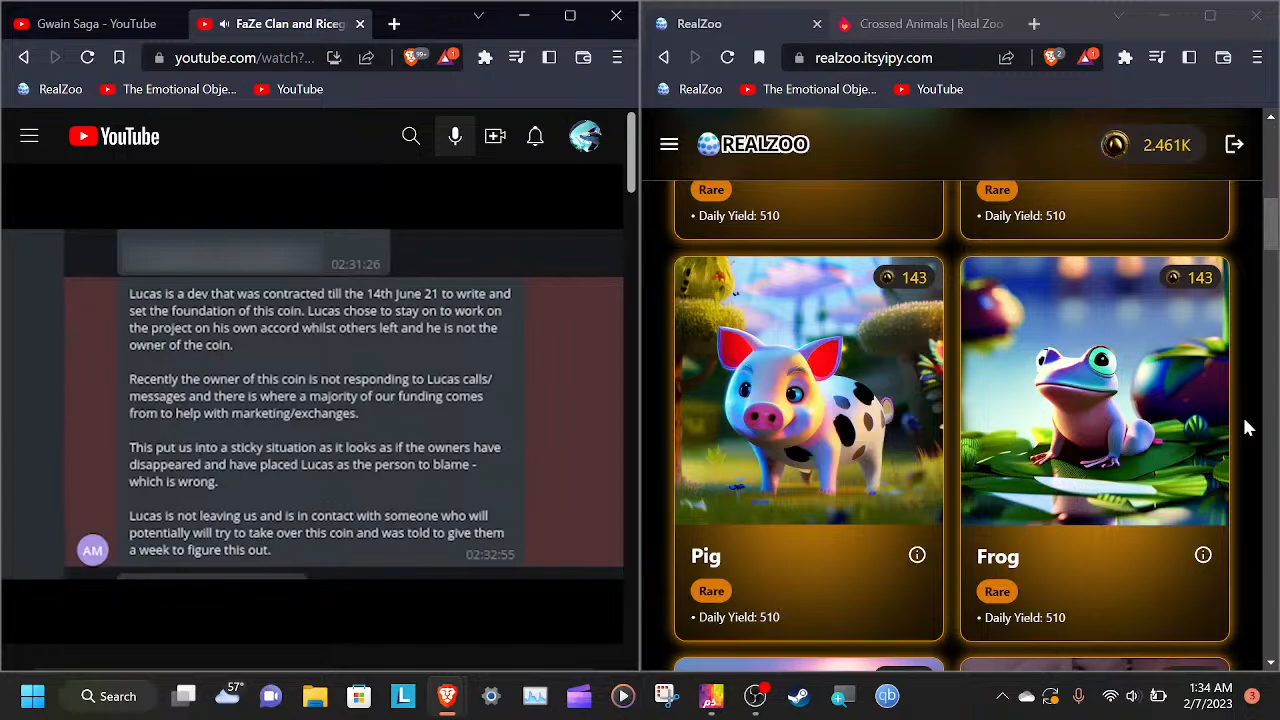 Gwain Saga - YouTube
FaZe Clan and Riceg
RealZoo
Crossed Animals | Real Zoo
youtube.com/watch?...
99+
1
realzoo.itsyipy.com
2
1
RealZoo
The Emotional Obje...
YouTube
RealZoo
The Emotional Obje...
YouTube
YouTube
REALZOO
2.461K
Rare
• Daily Yield: 510
Rare
• Daily Yield: 510
02:31:26
Lucas is a dev that was contracted till the 14th June 21 to write and
set the foundation of this coin. Lucas chose to stay on to work on
the project on his own accord whilst others left and he is not the
owner of the coin.
Recently the owner of this coin is not responding to Lucas calls/
messages and there is where a majority of our funding comes
from to help with marketing/exchanges.
This put us into a sticky situation as it looks as if the owners have
disappeared and have placed Lucas as the person to blame -
which is wrong.
Lucas is not leaving us and is in contact with someone who will
potentially will try to take over this coin and was told to give them
a week to figure this out.
AM
02:32:55
143
Pig
Rare
• Daily Yield: 510
143
Frog
Rare
• Daily Yield: 510
Search
57°
L
qb
1:34 AM
2/7/2023
3